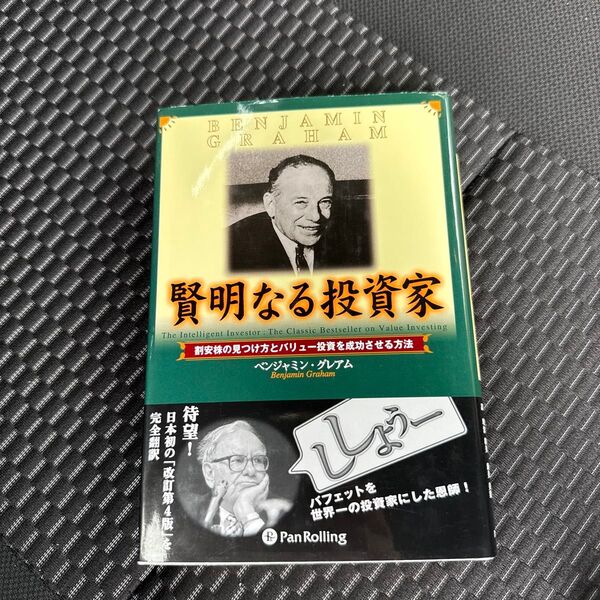 BENJAMIN
GRAHAM
賢明なる投資家
The Intelligent Investor : The Classic Bestseller on Value Investing
割安株の見つけ方とバリュー投資を成功させる方法
ベンジャミン・グレアム
Benjamin Graham
待望！
日本初の「改訂第4版」を
完全翻訳
ししょうー
バフェットを
世界一の投資家にした恩師！
PanRolling